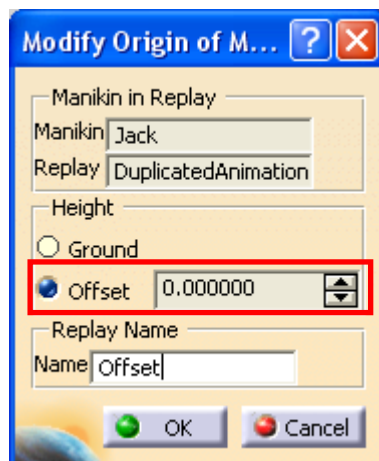 Modify Origin of M... ?
Manikin in Replay
Manikin Jack
Replay DuplicatedAnimation
Height
Ground
Offset 0.000000
Replay Name
Name Offset
OK Cancel